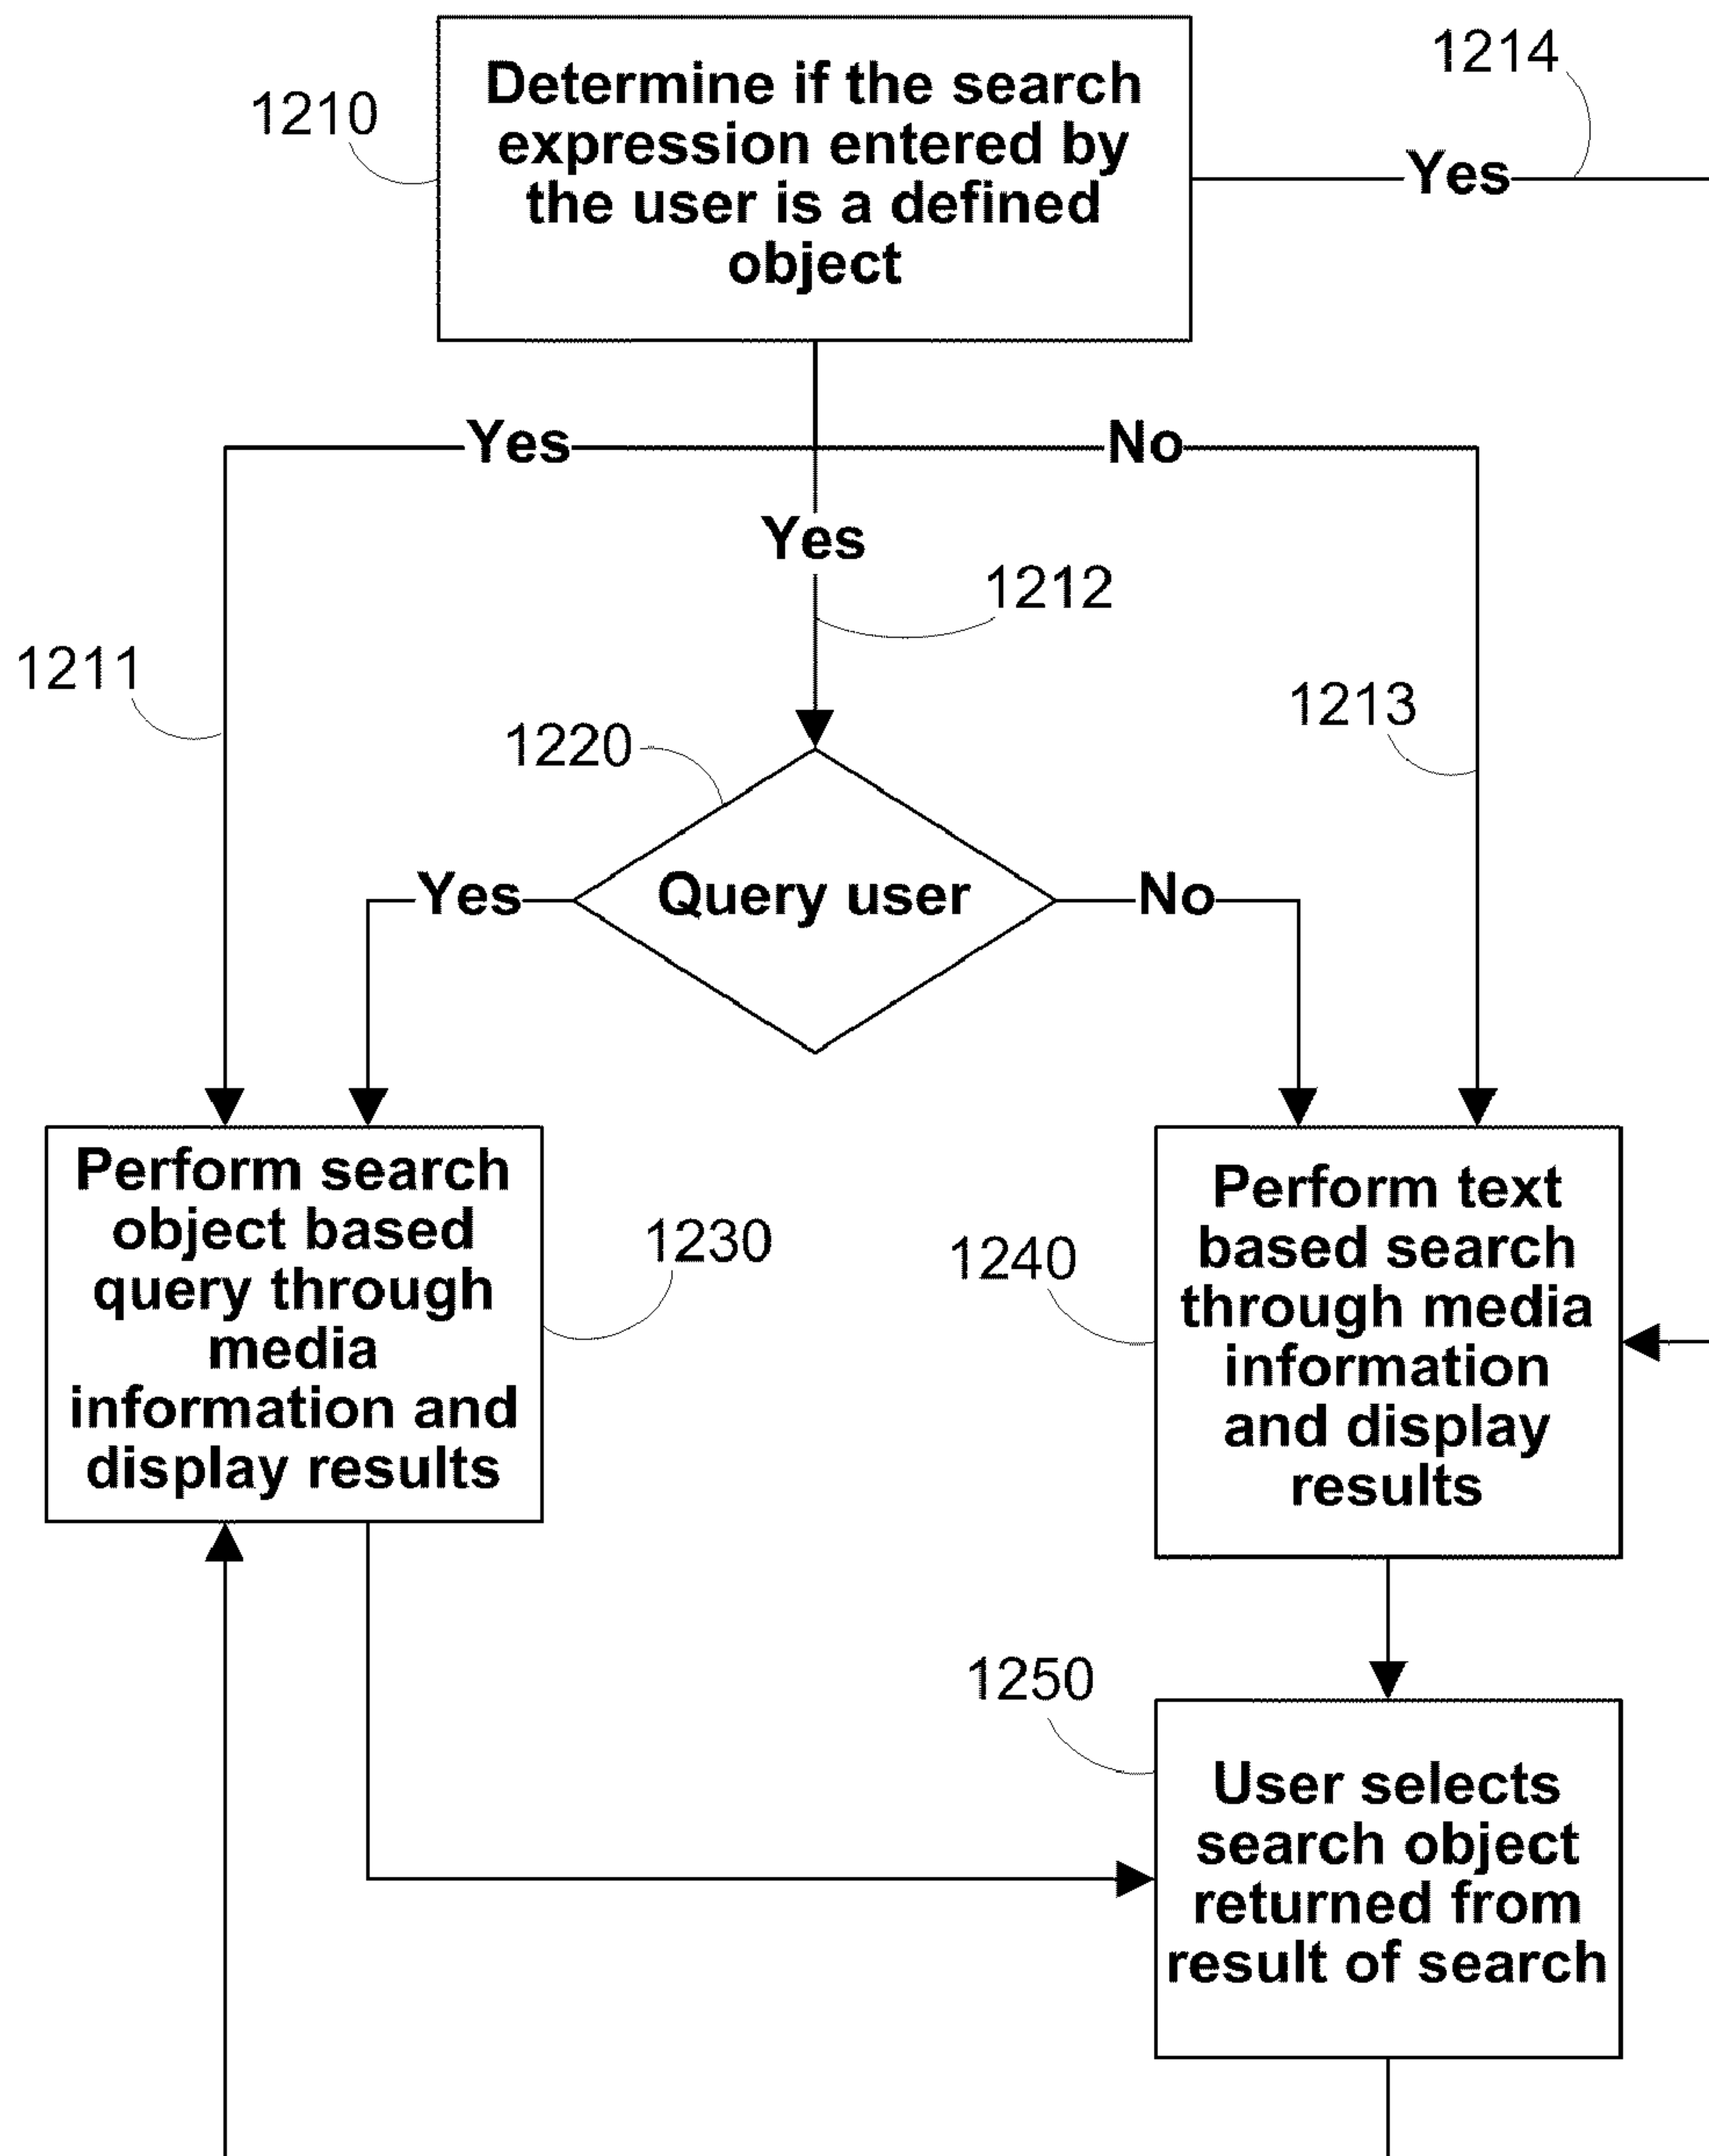 Determine if the search
expression entered by
the user is a defined
object
1210
1214
Yes
Yes
No
Yes
1212
1211
1213
1220
Yes
Query user
No
Perform search
object based
query through
media
information and
display results
1230
1240
Perform text
based search
through media
information
and display
results
1250
User selects
search object
returned from
result of search